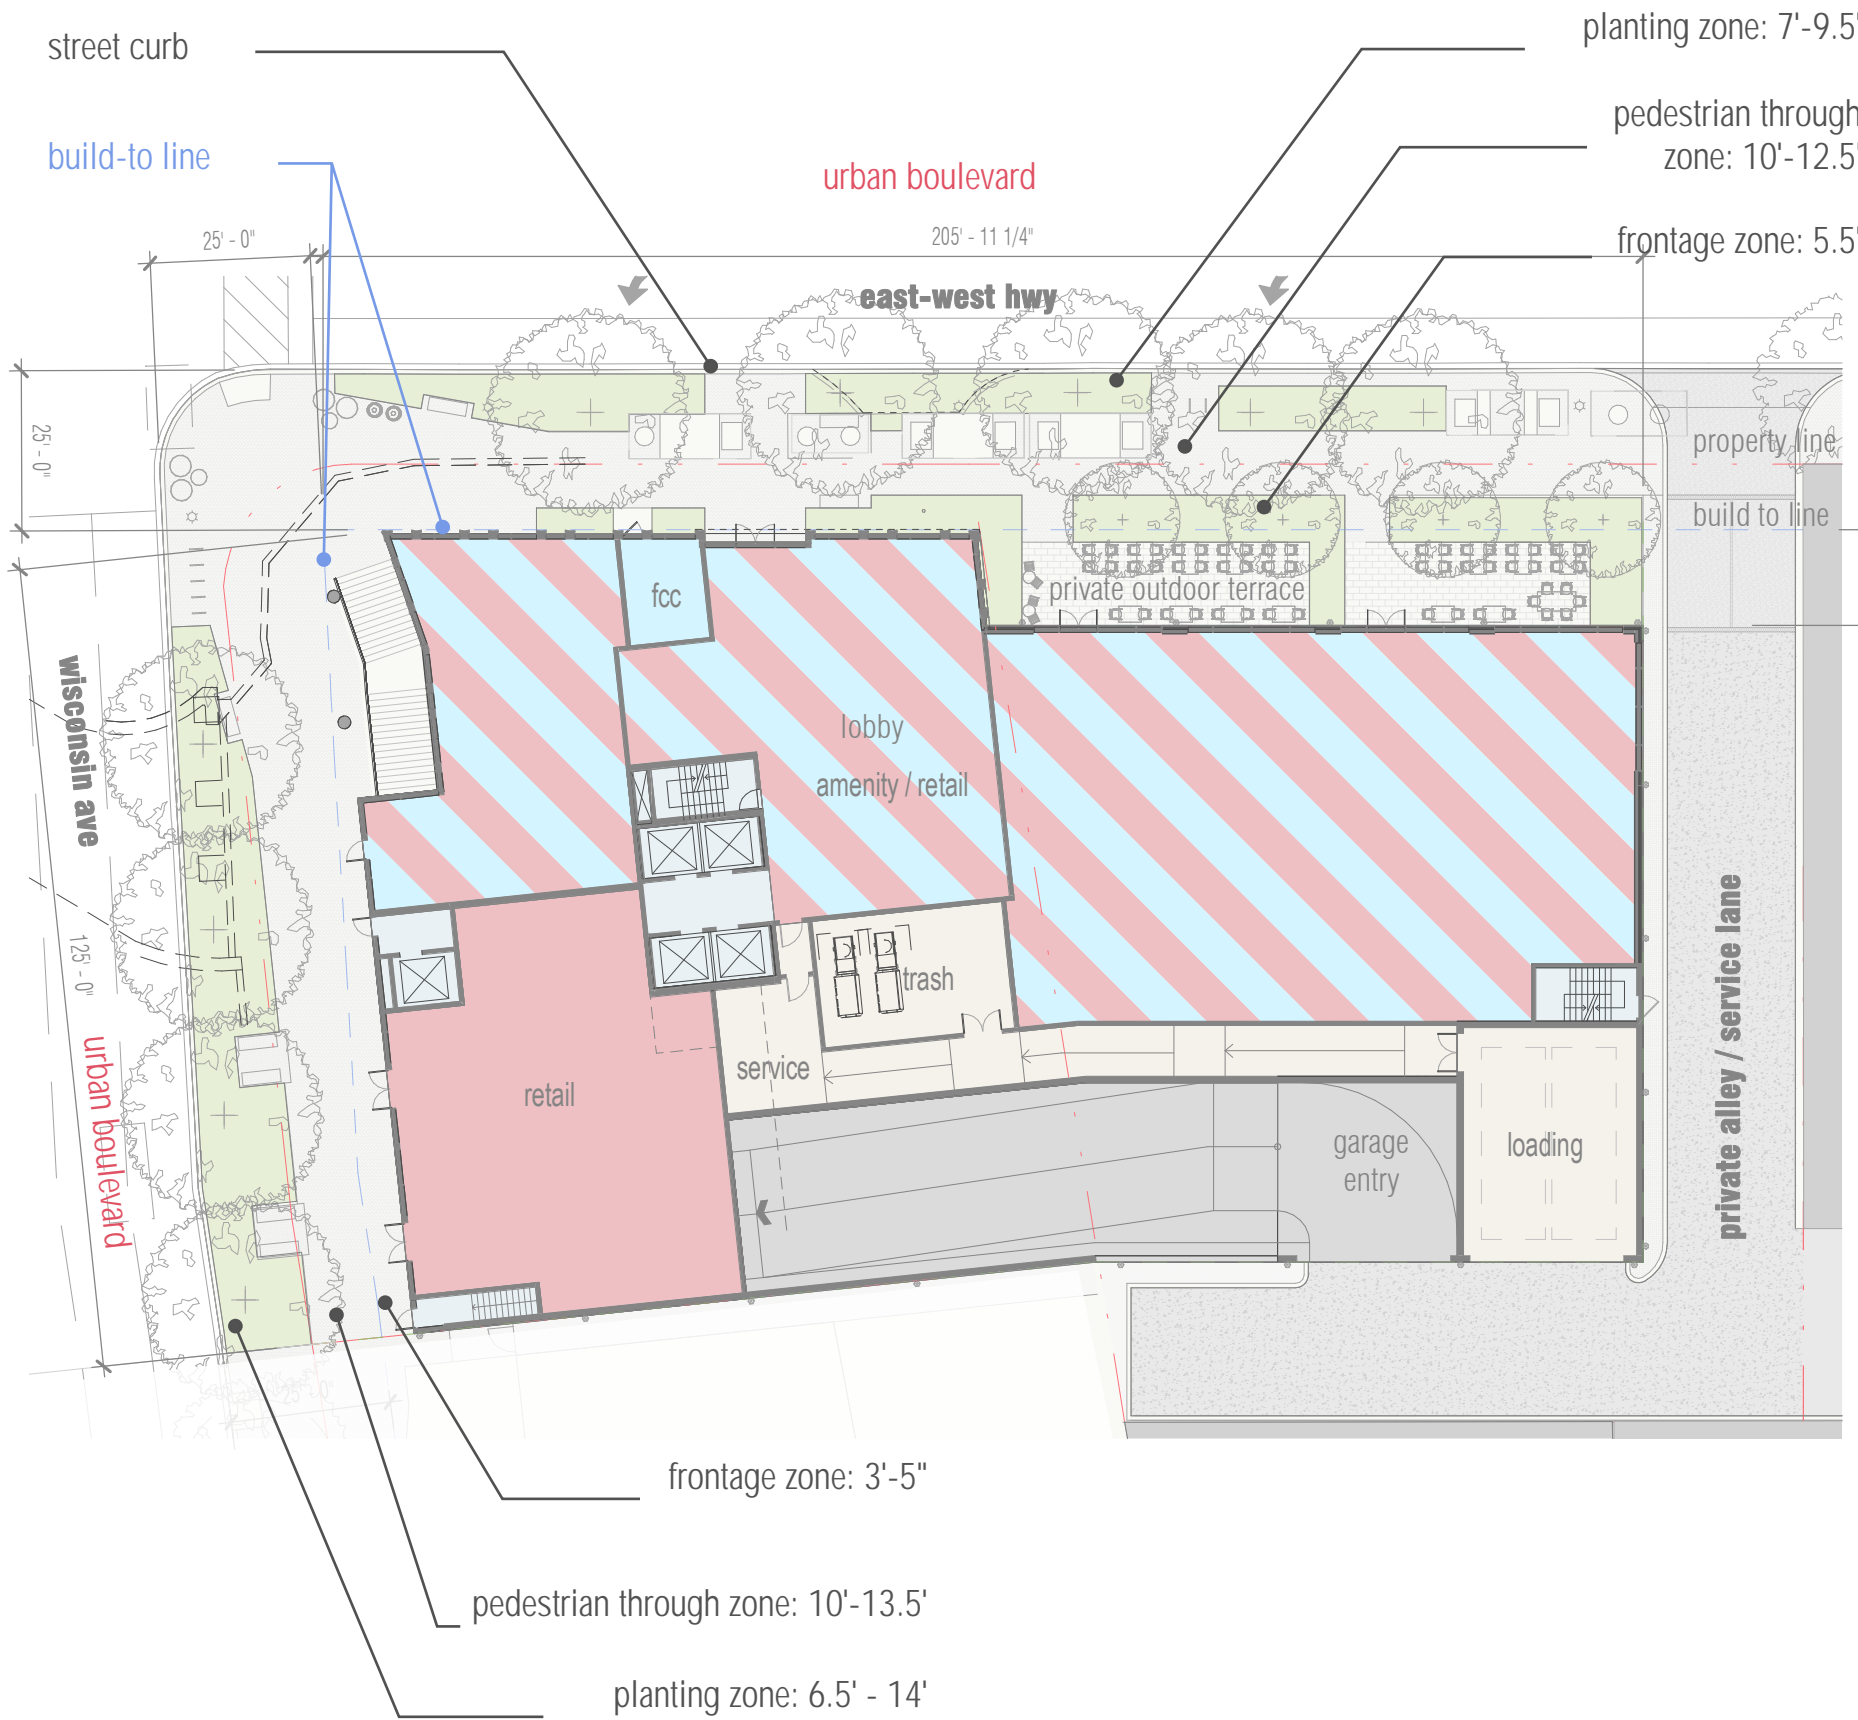 street curb
planting zone: 7'-9.5'
pedestrian through
zone: 10'-12.5'
build-to line
urban boulevard
25' - 0"
205' - 11 1/4"
frontage zone: 5.5'
east-west hwy
25' - 0"
property line
build to line
fcc
private outdoor terrace
wisconsin ave
lobby
amenity / retail
125' - 0"
trash
private alley / service lane
urban boulevard
service
retail
garage
entry
loading
25' - 0"
frontage zone: 3'-5"
pedestrian through zone: 10'-13.5'
planting zone: 6.5' - 14'